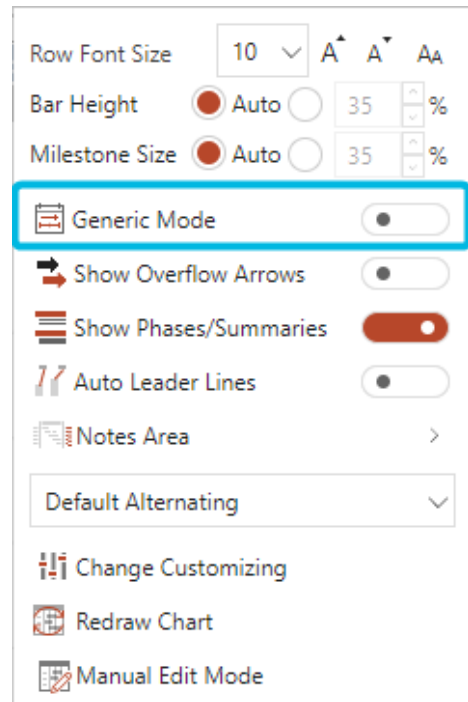 Row Font Size 10 A A AA
Bar Height Auto 35 %
Milestone Size Auto 35 %
Generic Mode
Show Overflow Arrows
Show Phases/Summaries
Auto Leader Lines
Notes Area
Default Alternating
Change Customizing
Redraw Chart
Manual Edit Mode